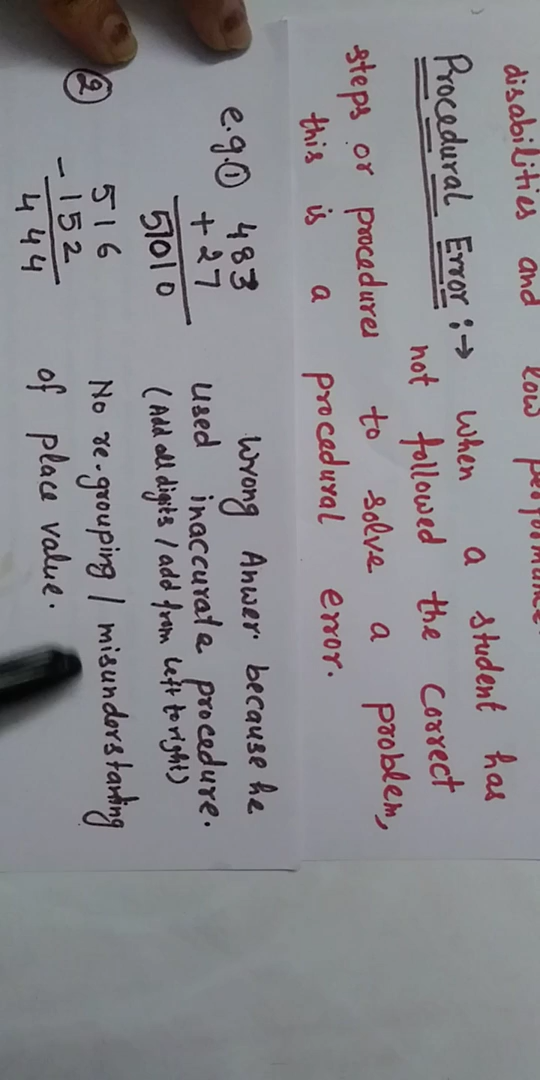 disabilities and low performance.
Procedural Error :→ when a student has
not followed the correct
steps or procedures to solve a problem,
this is a procedural error.
e.g. ① 483
+ 27
51010
Wrong Anwer because he
used inaccurate procedure.
(Add all digits / add from left to right)
② 516
- 152
444
No re-grouping / misunderstanding
of place value.